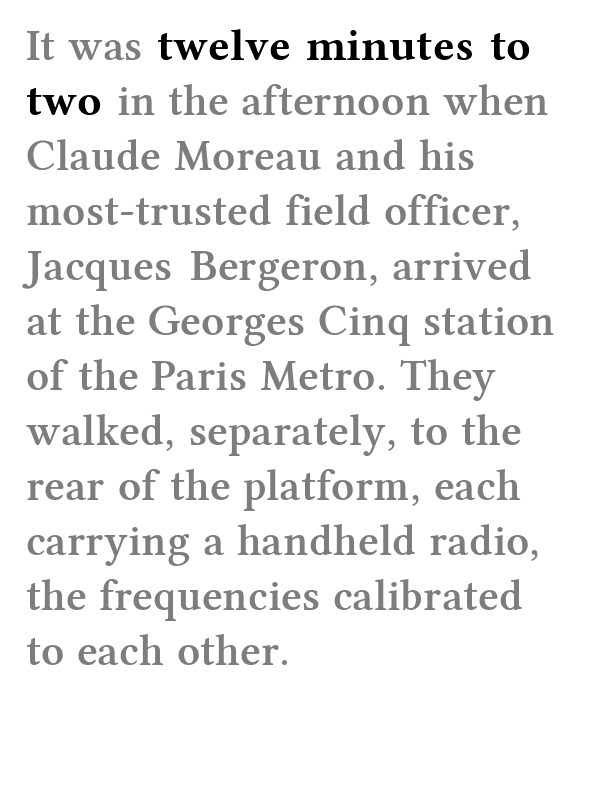 It was twelve minutes to
two in the afternoon when
Claude Moreau and his
most-trusted field officer,
Jacques Bergeron, arrived
at the Georges Cinq station
of the Paris Metro. They
walked, separately, to the
rear of the platform, each
carrying a handheld radio,
the frequencies calibrated
to each other.